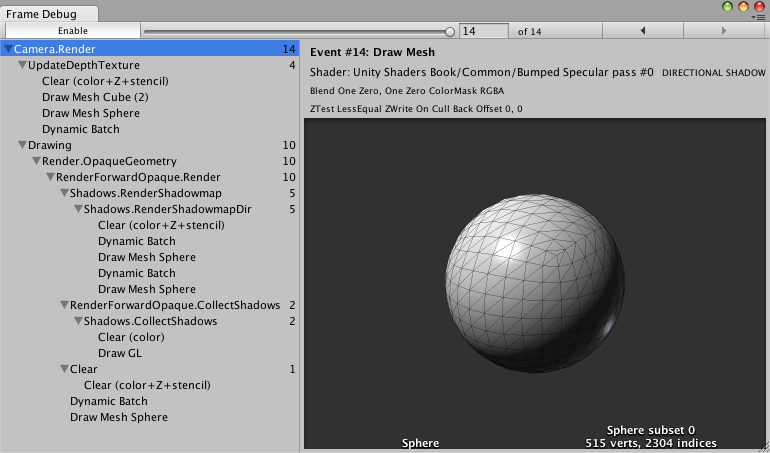 Frame Debug
Enable 14 of 14
Camera.Render 14
UpdateDepthTexture 4
Clear (color+Z+stencil)
Draw Mesh Cube (2)
Draw Mesh Sphere
Dynamic Batch
Drawing 10
Render.OpaqueGeometry 10
RenderForwardOpaque.Render 10
Shadows.RenderShadowmap 5
Shadows.RenderShadowmapDir 5
Clear (color+Z+stencil)
Dynamic Batch
Draw Mesh Sphere
Dynamic Batch
Draw Mesh Sphere
RenderForwardOpaque.CollectShadows 2
Shadows.CollectShadows 2
Clear (color)
Draw GL
Clear 1
Clear (color+Z+stencil)
Dynamic Batch
Draw Mesh Sphere
Event #14: Draw Mesh
Shader: Unity Shaders Book/Common/Bumped Specular pass #0 DIRECTIONAL SHADOW
Blend One Zero, One Zero ColorMask RGBA
ZTest LessEqual ZWrite On Cull Back Offset 0, 0
Sphere
Sphere subset 0
515 verts, 2304 indices